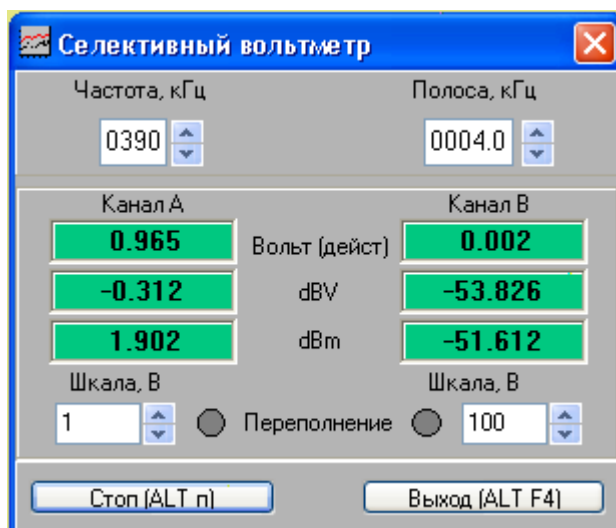 Селективный вольтметр
Частота, кГц Полоса, кГц
0390 0004.0
Канал А Канал В
0.965 Вольт (дейст) 0.002
-0.312 dBV -53.826
1.902 dBm -51.612
Шкала, В Шкала, В
1 Переполнение 100
Стоп (ALT п) Выход (ALT F4)